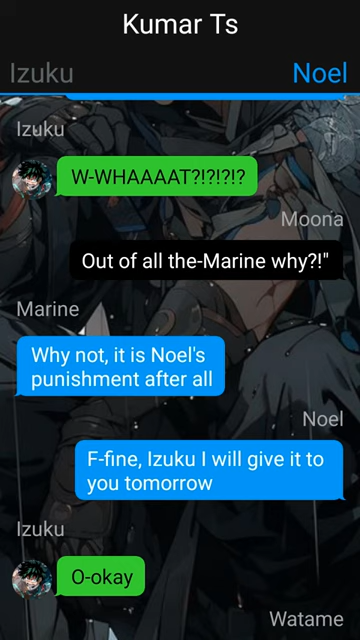 Kumar Ts
Izuku
Noel
Izuku
W-WHAAAAT?!?!?!?
Moona
Out of all the-Marine why?!"
Marine
Why not, it is Noel's
punishment after all
Noel
F-fine, Izuku I will give it to
you tomorrow
Izuku
O-okay
Watame